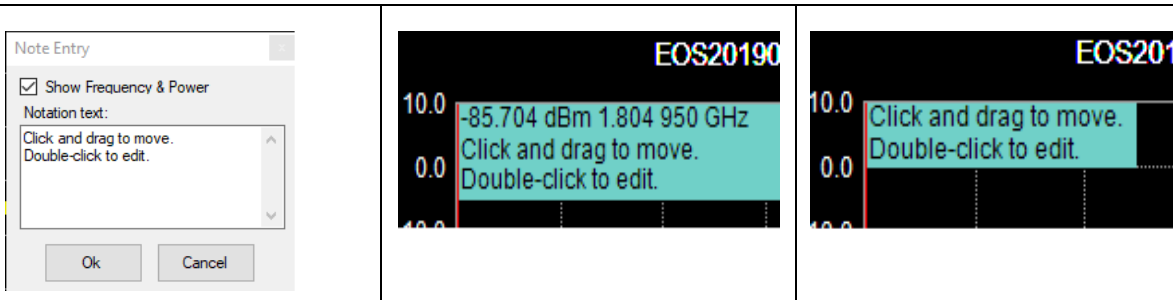 Note Entry
Show Frequency & Power
Notation text:
Click and drag to move.
Double-click to edit.
Ok Cancel
EOS20190
10.0
-85.704 dBm 1.804 950 GHz
Click and drag to move.
0.0
Double-click to edit.
EOS201
10.0
Click and drag to move.
0.0
Double-click to edit.